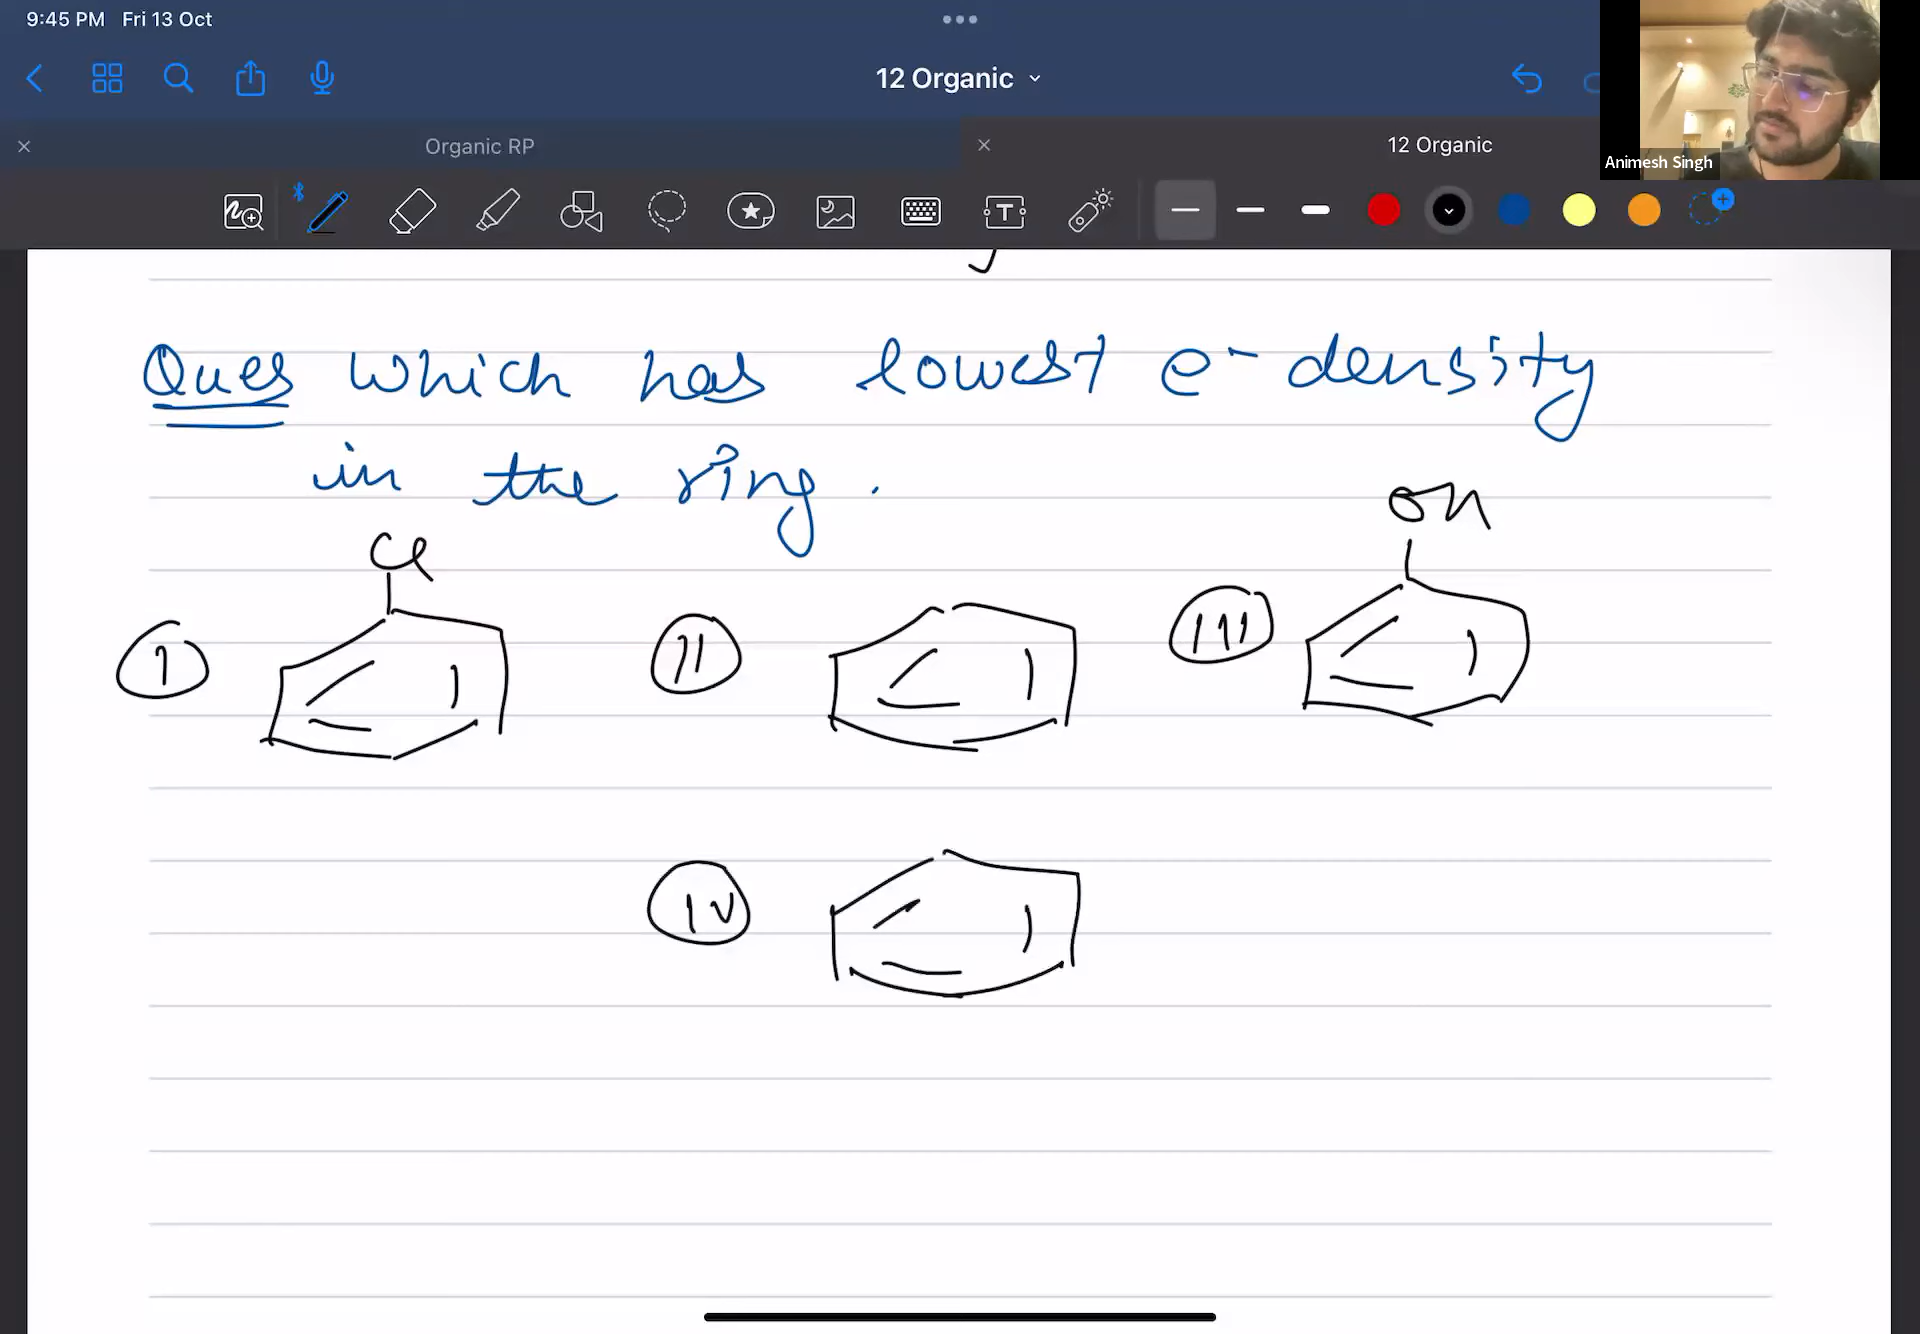 9:45 PM Fri 13 Oct
12 Organic
Organic RP
12 Organic
Animesh Singh
T
Ques which has lowest e- density
in the ring.
Cl
OH
I
II
III
IV